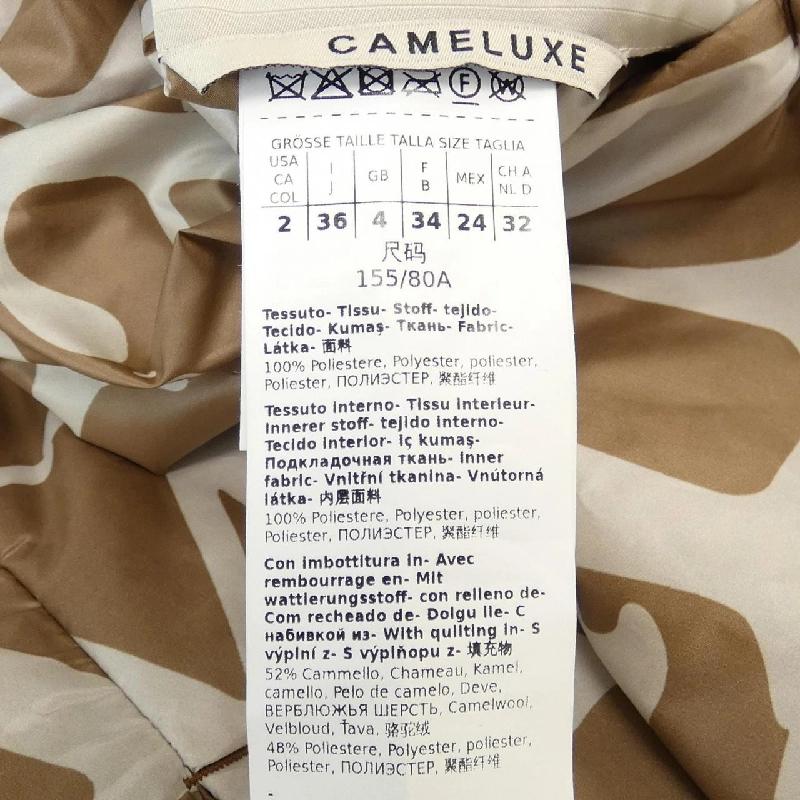 CAMELUXE
GRÖSSE TAILLE TALLA SIZE TAGLIA
USA CA COL | I J | GB | F B | MEX | CH A NL D
2 | 36 | 4 | 34 | 24 | 32
尺码
155/80A
Tessuto- Tissu- Stoff- tejido-
Tecido- Kumaş- Ткань- Fabric-
Látka- 面料
100% Poliestere, Polyester, poliester,
Poliester, ПОЛИЭСТЕР, 聚酯纤维
Tessuto interno- Tissu interieur-
Innerer stoff- tejido interno-
Tecido interior- iç kumaş-
Подкладочная ткань- inner
fabric- Vnitřní tkanina- Vnútorná
látka- 内层面料
100% Poliestere, Polyester, poliester,
Poliester, ПОЛИЭСТЕР, 聚酯纤维
Con imbottitura in- Avec
rembourrage en- Mit
wattierungsstoff- con relleno de-
Com recheado de- Dolgu ile- С
набивкой из- With quilting in- S
výplní z- S výplňopu z- 填充物
52% Cammello, Chameau, Kamel,
camello, Pelo de camelo, Deve,
ВЕРБЛЮЖЬЯ ШЕРСТЬ, Camelwool,
Velbloud, Ťava, 骆驼绒
48% Poliestere, Polyester, poliester,
Poliester, ПОЛИЭСТЕР, 聚酯纤维
-